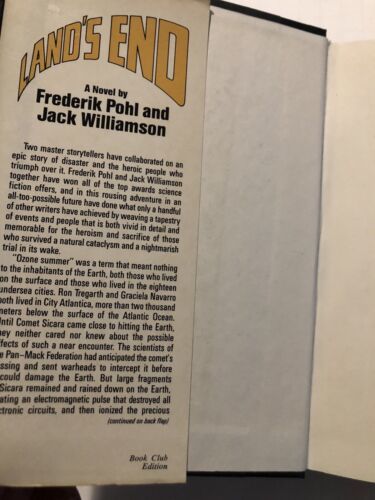 LAND'S END
A Novel by
Frederik Pohl and
Jack Williamson
Two master storytellers have collaborated on an
epic story of disaster and the heroic people who
triumph over it. Frederik Pohl and Jack Williamson
together have won all of the top awards science
fiction offers, and in this rousing adventure in an
all-too-possible future have done what only a handful
of other writers have achieved by weaving a tapestry
of events and people that is both vivid in detail and
memorable for the heroism and sacrifice of those
who survived a natural cataclysm and a nightmarish
trial in its wake.
"Ozone summer" was a term that meant nothing
to the inhabitants of the Earth, both those who lived
on the surface and those who lived in the eighteen
undersea cities. Ron Tregarth and Graciela Navarro
both lived in City Atlantica, more than two thousand
meters below the surface of the Atlantic Ocean.
Until Comet Sicara came close to hitting the Earth,
they neither cared nor knew about the possible
effects of such a near encounter. The scientists of
the Pan-Mack Federation had anticipated the comet's
passing and sent warheads to intercept it before
could damage the Earth. But large fragments
Sicara remained and rained down on the Earth,
ating an electromagnetic pulse that destroyed all
ctronic circuits, and then ionized the precious
(continued on back flap)
Book Club
Edition